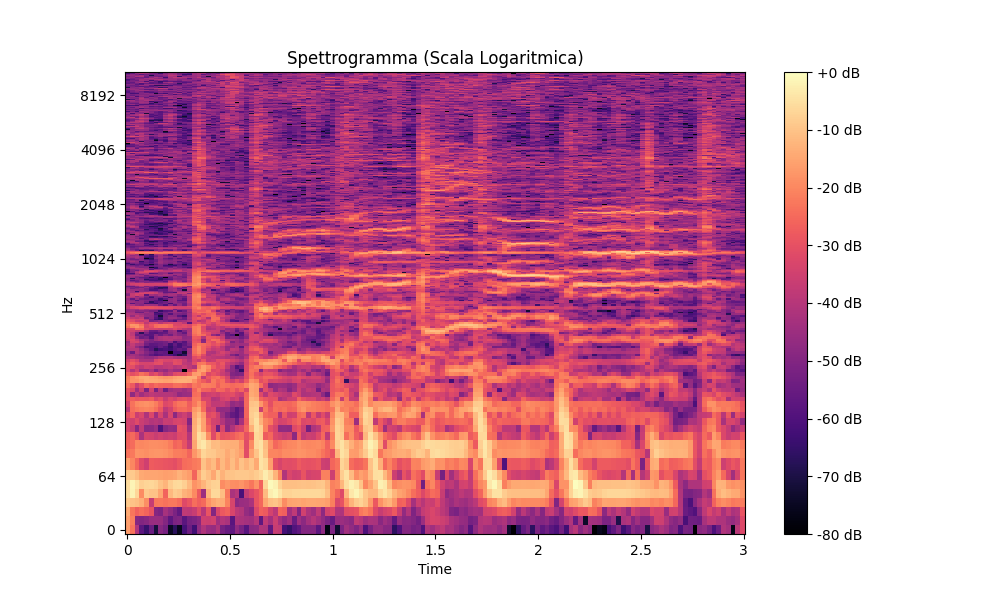 Spettrogramma (Scala Logaritmica)
8192
4096
2048
1024
512
256
128
64
0
Hz
0
0.5
1
1.5
2
2.5
3
Time
+0 dB
-10 dB
-20 dB
-30 dB
-40 dB
-50 dB
-60 dB
-70 dB
-80 dB